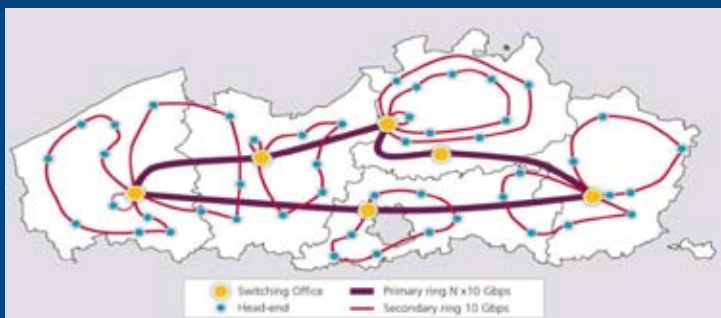 Switching Office Primary ring N x10 Gbps
Head-end Secondary ring 10 Gbps